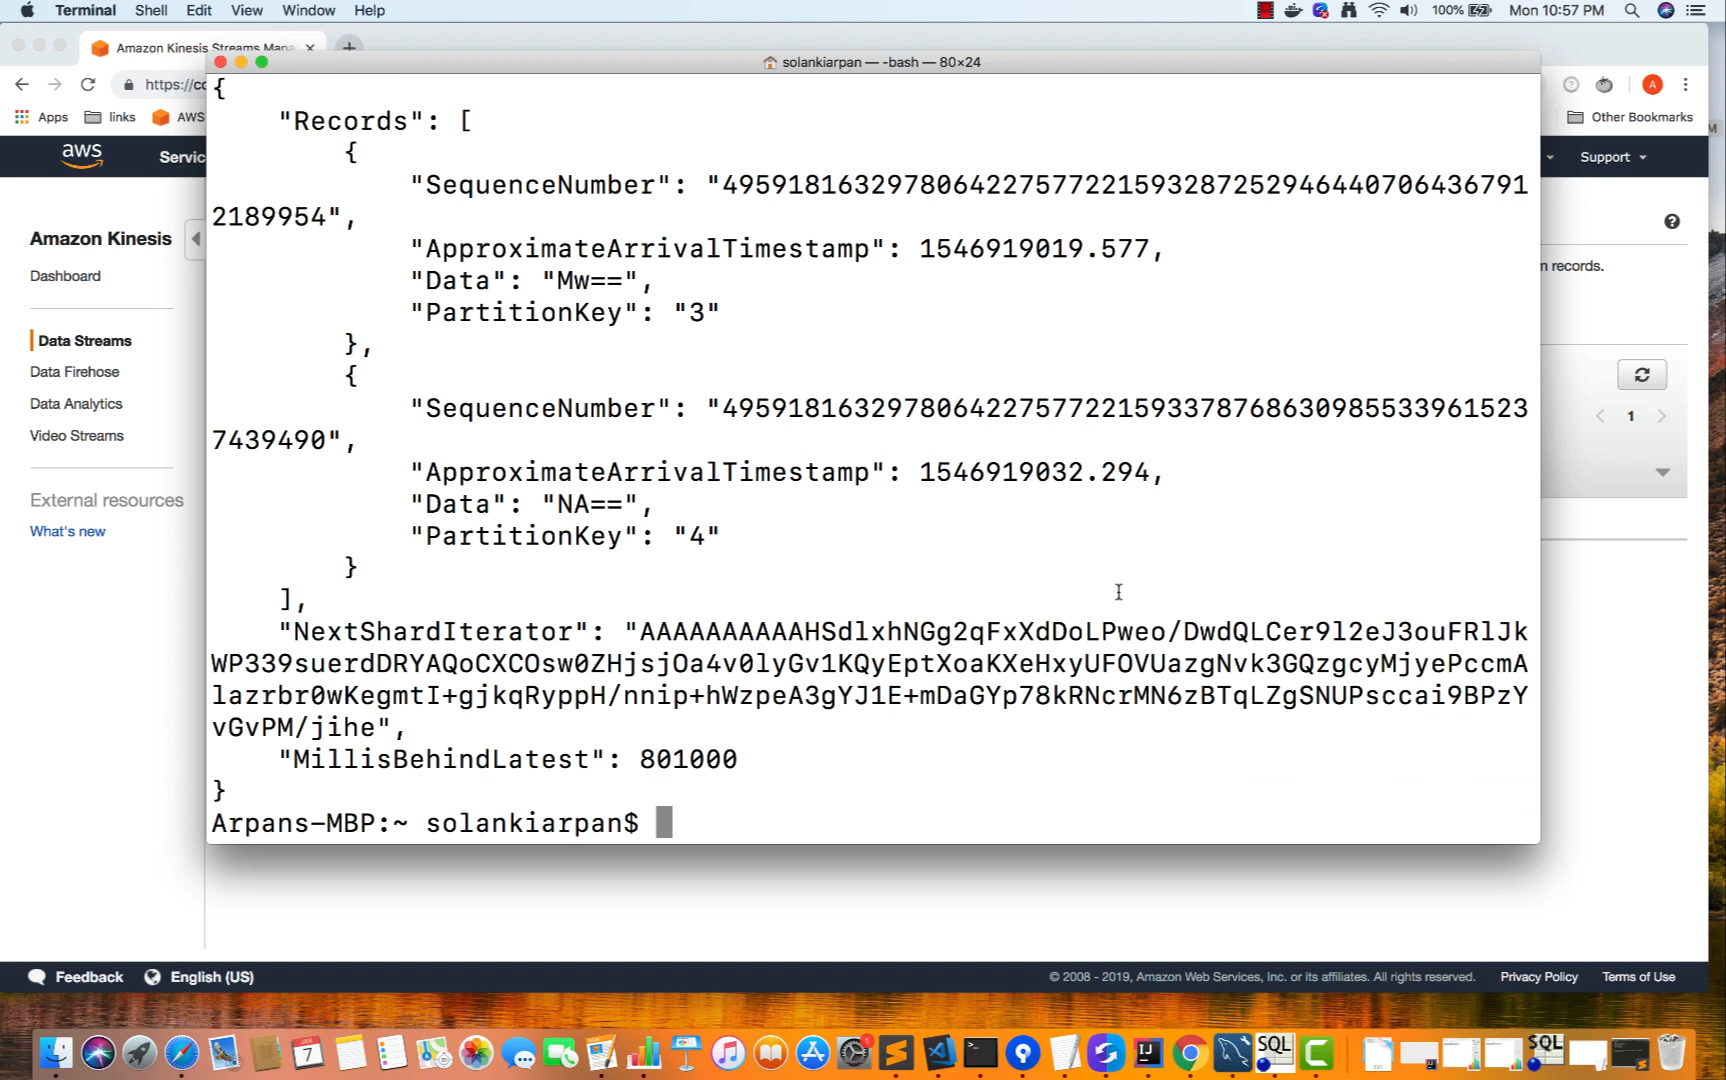 Terminal Shell Edit View Window Help 100% Mon 10:57 PM
Amazon Kinesis Streams Mana
solankiarpan — -bash — 80×24
https://co
Apps links AWS Other Bookmarks
aws Servic Support
Amazon Kinesis
Dashboard
Data Streams
Data Firehose
Data Analytics
Video Streams
External resources
What's new
n records.
1
{
"Records": [
{
"SequenceNumber": "4959181632978064227577221593287252946440706436791
2189954",
"ApproximateArrivalTimestamp": 1546919019.577,
"Data": "Mw==",
"PartitionKey": "3"
},
{
"SequenceNumber": "4959181632978064227577221593378768630985533961523
7439490",
"ApproximateArrivalTimestamp": 1546919032.294,
"Data": "NA==",
"PartitionKey": "4"
}
],
"NextShardIterator": "AAAAAAAAAAHSdlxhNGg2qFxXdDoLPweo/DwdQLCer9l2eJ3ouFRlJk
WP339suerdDRYAQoCXCOsw0ZHjsjOa4v0lyGv1KQyEptXoaKXeHxyUFOVUazgNvk3GQzgcyMjyePccmA
lazrbr0wKegmtI+gjkqRyppH/nnip+hWzpeA3gYJ1E+mDaGYp78kRNcrMN6zBTqLZgSNUPsccai9BPzY
vGvPM/jihe",
"MillisBehindLatest": 801000
}
Arpans-MBP:~ solankiarpan$
Feedback English (US) © 2008 - 2019, Amazon Web Services, Inc. or its affiliates. All rights reserved. Privacy Policy Terms of Use
JAN
7
SQL
SQL